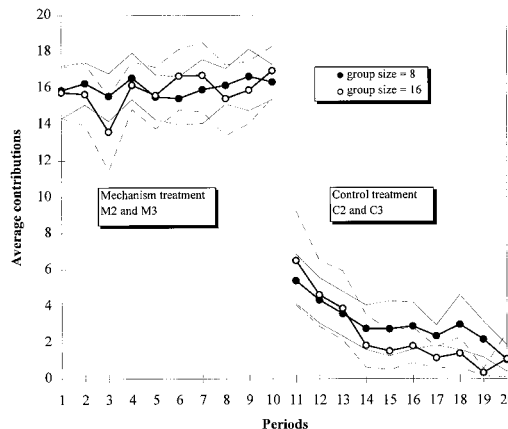 20
18
16
14
12
10
8
6
4
2
0
Average contributions
group size = 8
group size = 16
Mechanism treatment
M2 and M3
Control treatment
C2 and C3
1 2 3 4 5 6 7 8 9 10 11 12 13 14 15 16 17 18 19 2
Periods